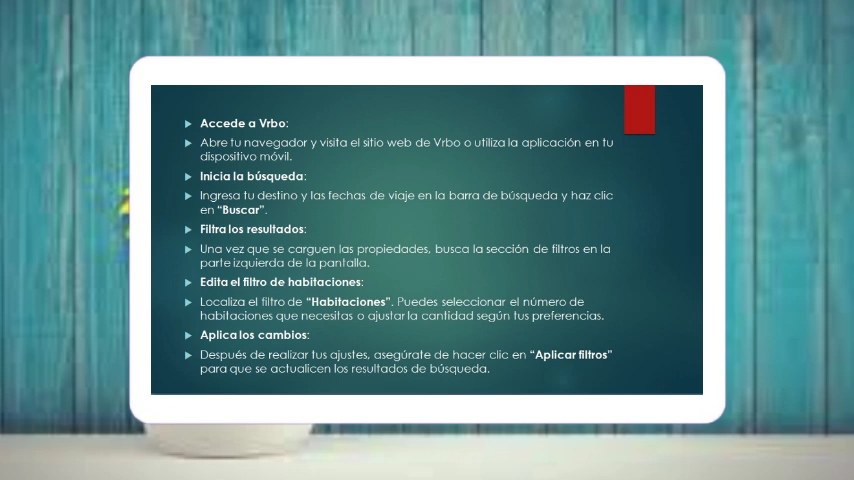 Accede a Vrbo:
Abre tu navegador y visita el sitio web de Vrbo o utiliza la aplicación en tu
dispositivo móvil.
Inicia la búsqueda:
Ingresa tu destino y las fechas de viaje en la barra de búsqueda y haz clic
en “Buscar”.
Filtra los resultados:
Una vez que se carguen las propiedades, busca la sección de filtros en la
parte izquierda de la pantalla.
Edita el filtro de habitaciones:
Localiza el filtro de “Habitaciones”. Puedes seleccionar el número de
habitaciones que necesitas o ajustar la cantidad según tus preferencias.
Aplica los cambios:
Después de realizar tus ajustes, asegúrate de hacer clic en “Aplicar filtros”
para que se actualicen los resultados de búsqueda.